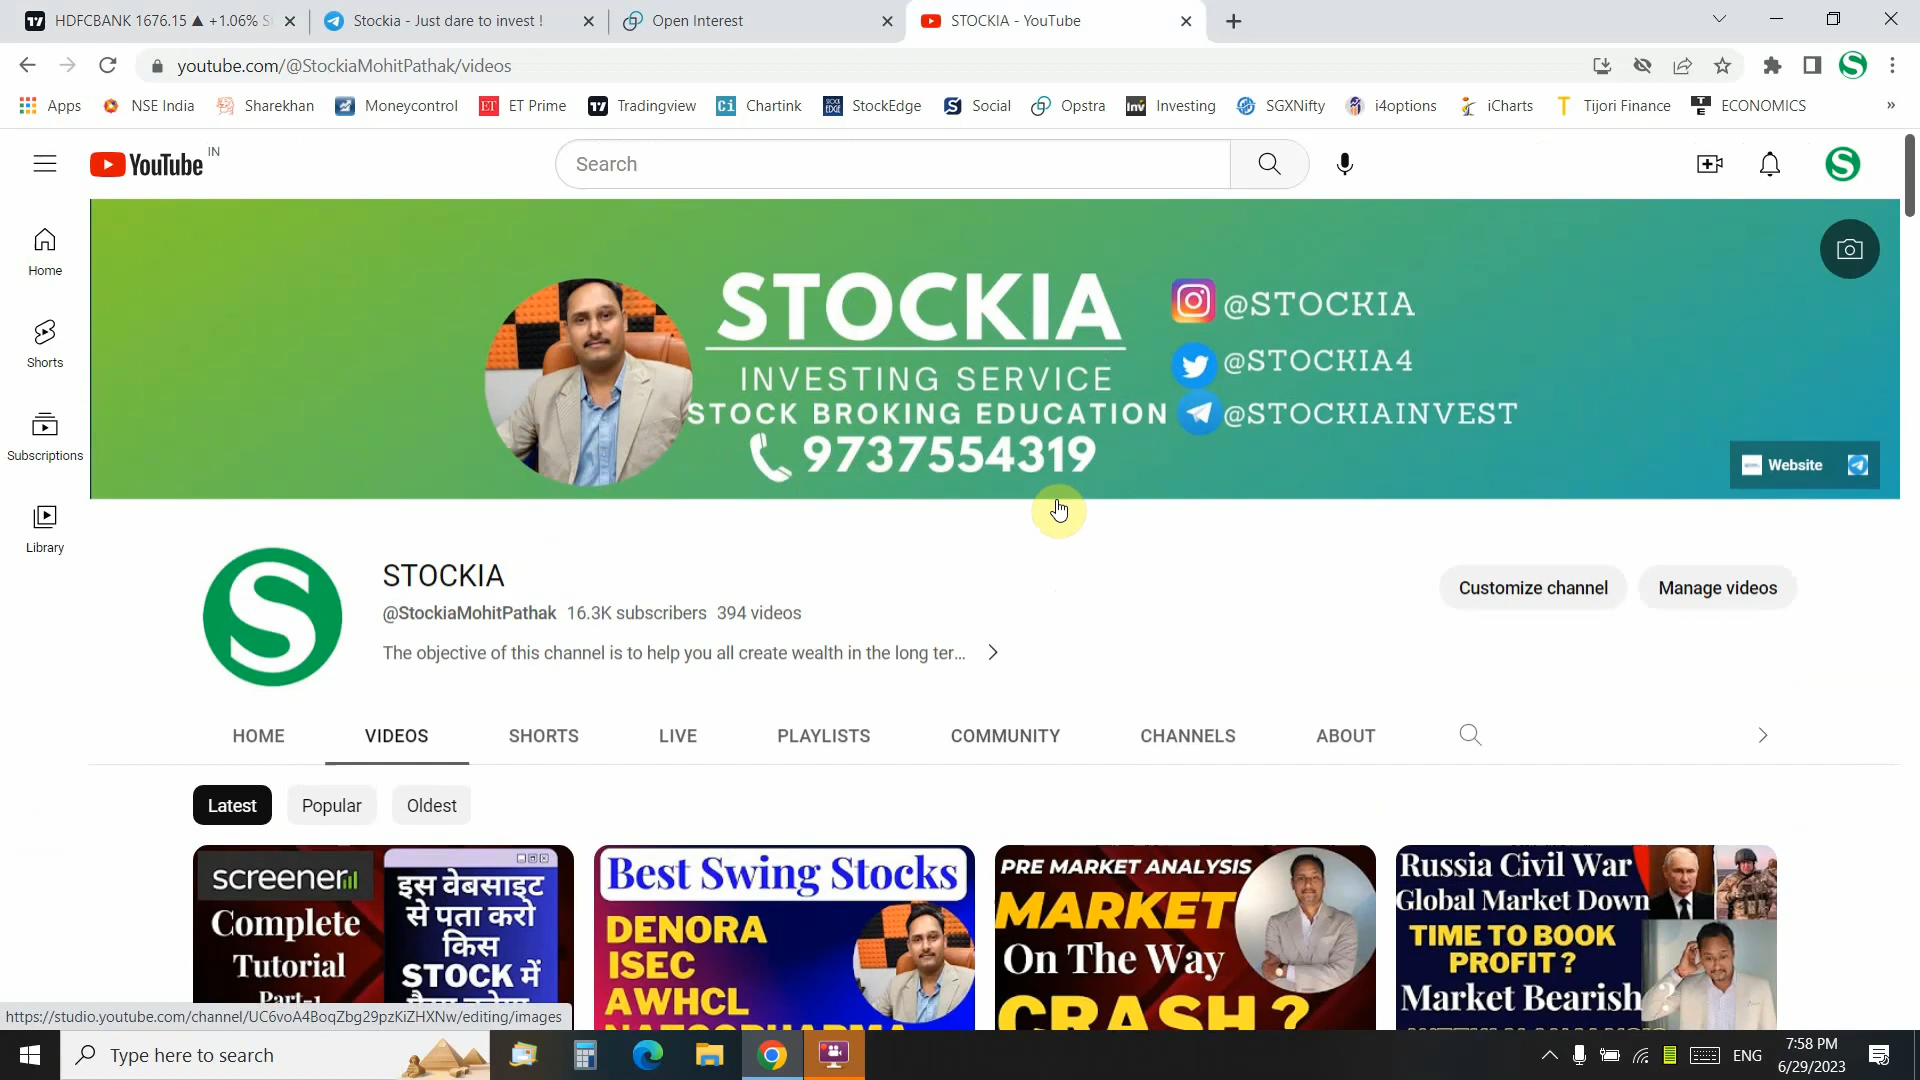 HDFCBANK 1676.15 ▲ +1.06%
Stockia - Just dare to invest !
Open Interest
STOCKIA - YouTube
youtube.com/@StockiaMohitPathak/videos
Apps
NSE India
Sharekhan
Moneycontrol
ET Prime
Tradingview
Chartink
StockEdge
Social
Opstra
Investing
SGXNifty
i4options
iCharts
Tijori Finance
ECONOMICS
»
YouTube IN
Search
Home
Shorts
Subscriptions
Library
STOCKIA
INVESTING SERVICE
STOCK BROKING EDUCATION
9737554319
@STOCKIA
@STOCKIA4
@STOCKIAINVEST
Website
STOCKIA
@StockiaMohitPathak 16.3K subscribers 394 videos
The objective of this channel is to help you all create wealth in the long ter...
Customize channel
Manage videos
HOME
VIDEOS
SHORTS
LIVE
PLAYLISTS
COMMUNITY
CHANNELS
ABOUT
Latest
Popular
Oldest
screener
Complete
Tutorial
Part-1
इस वेबसाइट
से पता करो
किस
STOCK में
Best Swing Stocks
DENORA
ISEC
AWHCL
NATCOPHARMA
PRE MARKET ANALYSIS
MARKET
On The Way
CRASH ?
Russia Civil War
Global Market Down
TIME TO BOOK
PROFIT ?
Market Bearish ?
https://studio.youtube.com/channel/UC6voA4BoqZbg29pzKiZHXNw/editing/images
Type here to search
ENG
7:58 PM
6/29/2023